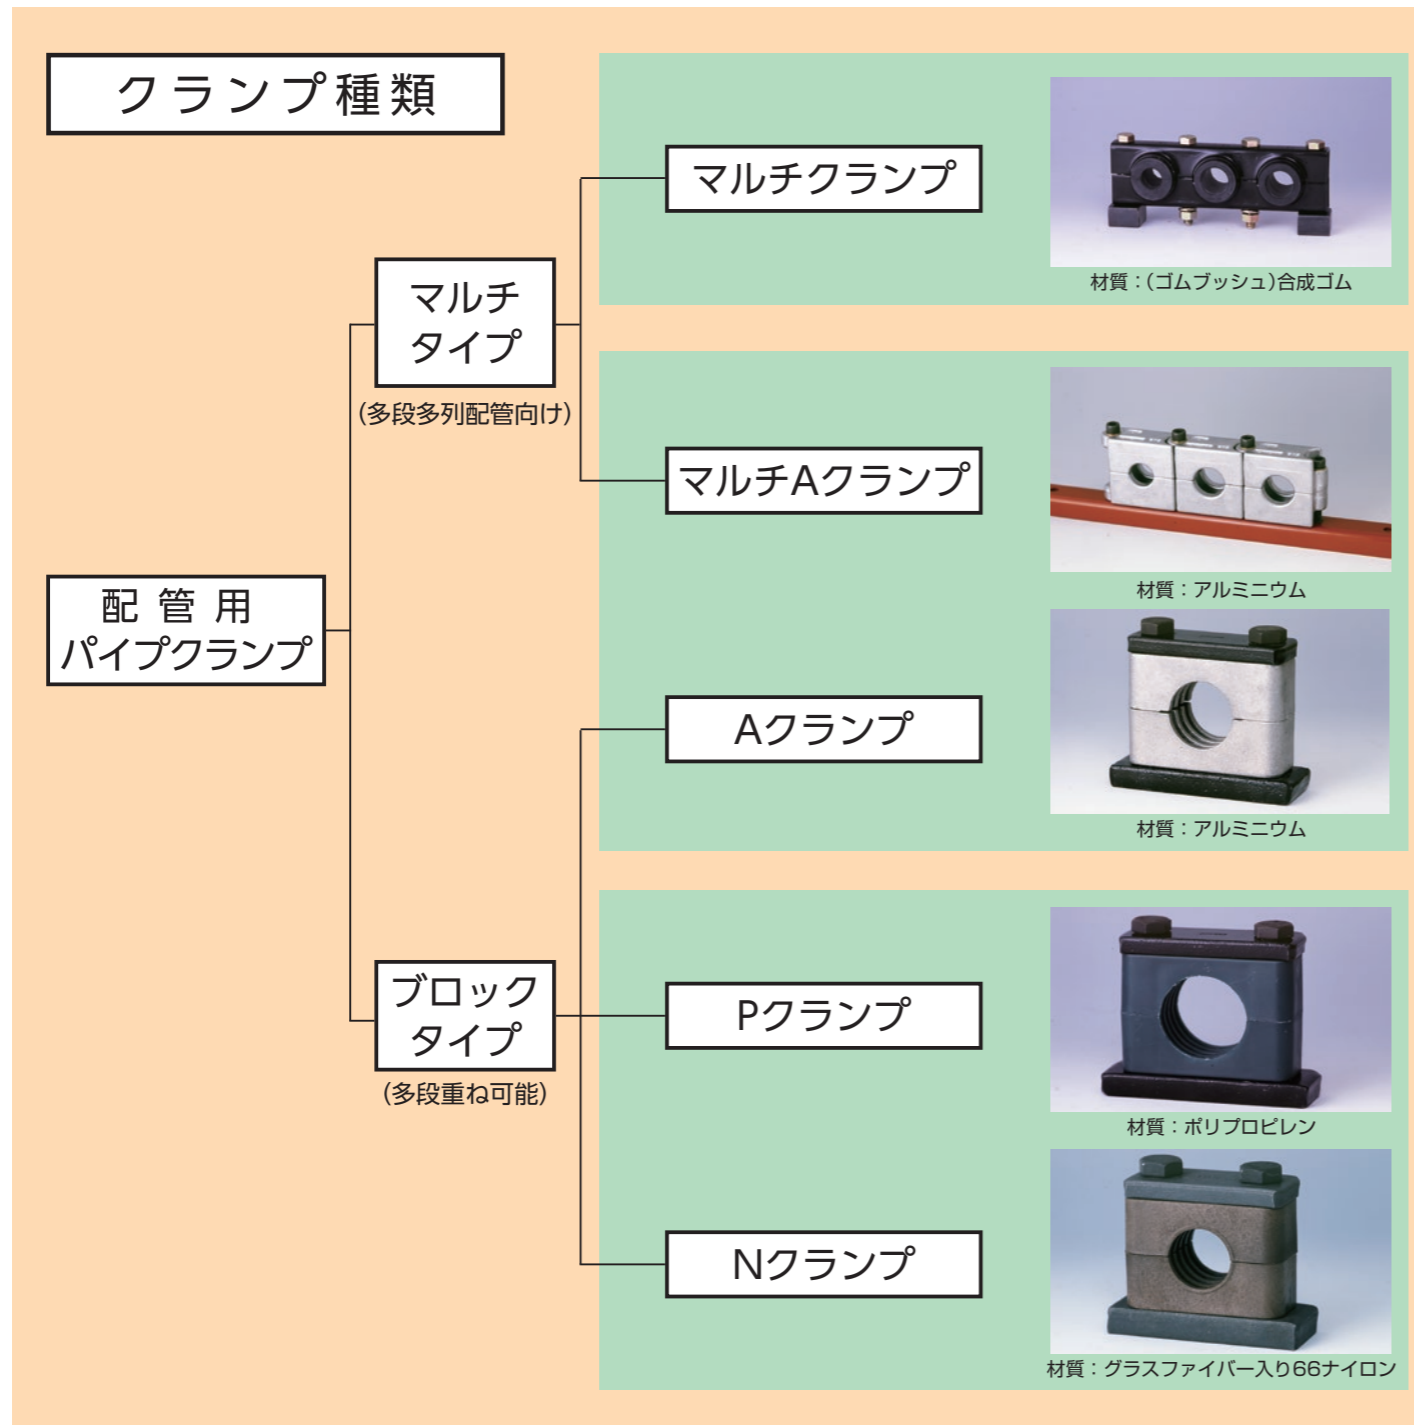 クランプ種類
マルチクランプ
材質：（ゴムブッシュ）合成ゴム
マルチ
タイプ
（多段多列配管向け）
マルチAクランプ
材質：アルミニウム
配管用
パイプクランプ
Aクランプ
材質：アルミニウム
ブロック
タイプ
（多段重ね可能）
Pクランプ
材質：ポリプロピレン
Nクランプ
材質：グラスファイバー入り66ナイロン